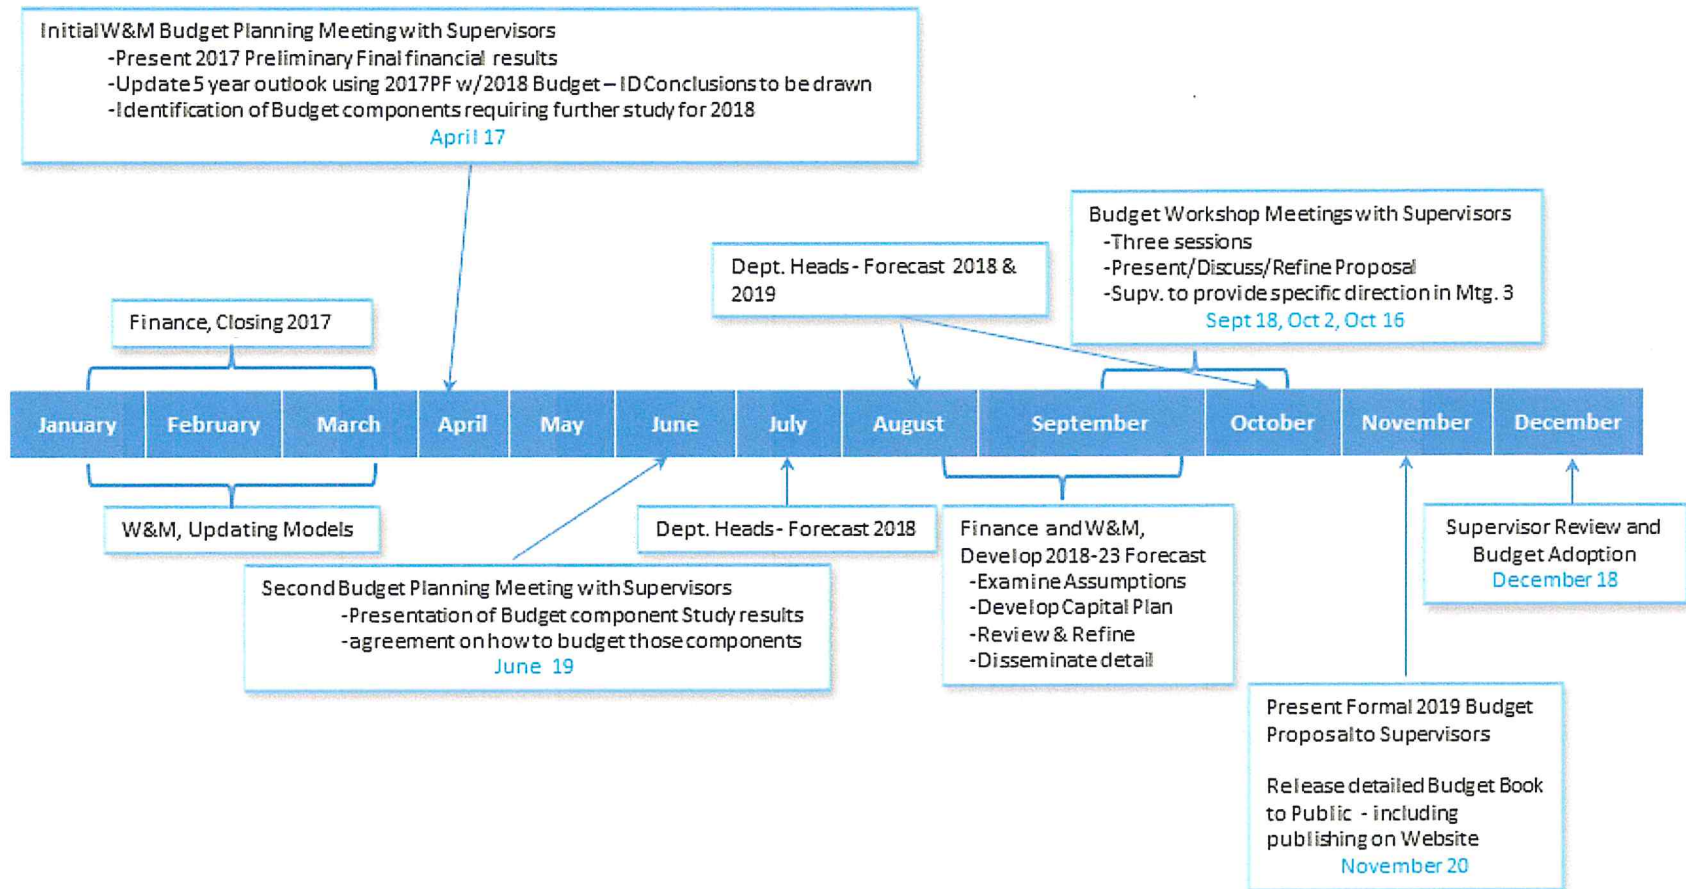 Initial W&M Budget Planning Meeting with Supervisors
-Present 2017 Preliminary Final financial results
-Update 5 year outlook using 2017PF w/2018 Budget – ID Conclusions to be drawn
-Identification of Budget components requiring further study for 2018
April 17
Budget Workshop Meetings with Supervisors
-Three sessions
-Present/Discuss/Refine Proposal
-Supv. to provide specific direction in Mtg. 3
Sept 18, Oct 2, Oct 16
Dept. Heads - Forecast 2018 &
2019
Finance, Closing 2017
January
February
March
April
May
June
July
August
September
October
November
December
W&M, Updating Models
Second Budget Planning Meeting with Supervisors
-Presentation of Budget component Study results
-agreement on how to budget those components
June 19
Dept. Heads - Forecast 2018
Finance and W&M,
Develop 2018-23 Forecast
-Examine Assumptions
-Develop Capital Plan
-Review & Refine
-Disseminate detail
Supervisor Review and
Budget Adoption
December 18
Present Formal 2019 Budget
Proposal to Supervisors
Release detailed Budget Book
to Public - including
publishing on Website
November 20